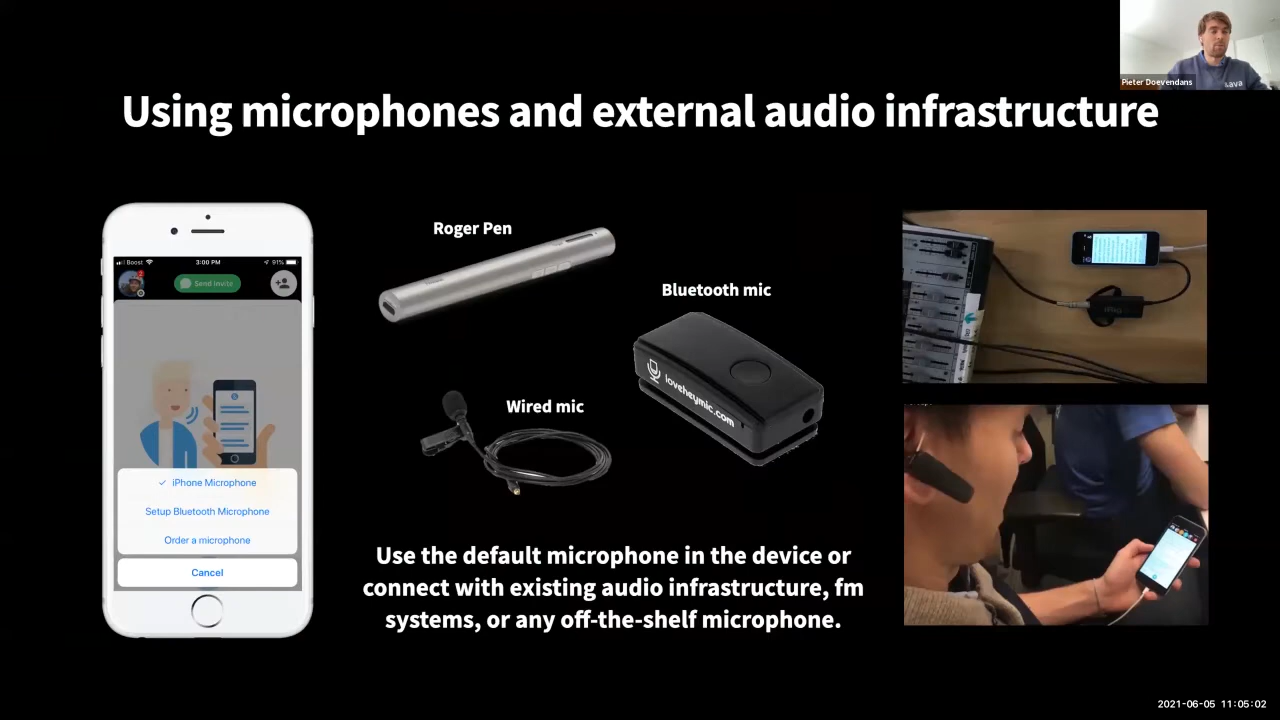 Pieter Doevendans
Using microphones and external audio infrastructure
Boost
3:00 PM
91%
2
Send invite
iPhone Microphone
Setup Bluetooth Microphone
Order a microphone
Cancel
Roger Pen
Bluetooth mic
loveheymic.com
Wired mic
Use the default microphone in the device or
connect with existing audio infrastructure, fm
systems, or any off-the-shelf microphone.
2021-06-05 11:05:02